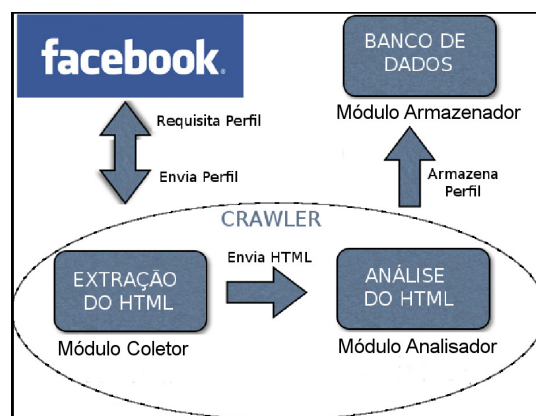 facebook®
Requisita Perfil
Envia Perfil
BANCO DE
DADOS
Módulo Armazenador
Armazena
Perfil
CRAWLER
EXTRAÇÃO
DO HTML
Módulo Coletor
Envia HTML
ANÁLISE
DO HTML
Módulo Analisador